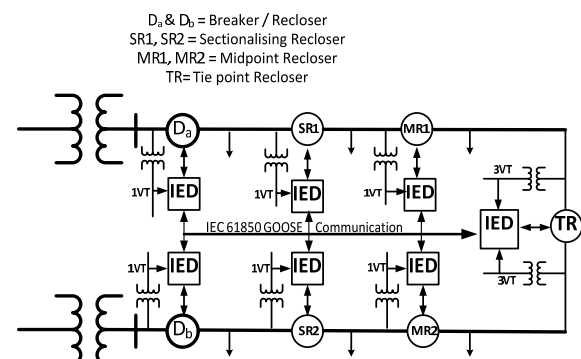 Da & Db = Breaker / Recloser
SR1, SR2 = Sectionalising Recloser
MR1, MR2 = Midpoint Recloser
TR= Tie point Recloser
Da
SR1
MR1
3VT
1VT
IED
1VT
IED
1VT
IED
IED
TR
IEC 61850 GOOSE Communication
1VT
IED
1VT
IED
1VT
IED
3VT
Db
SR2
MR2